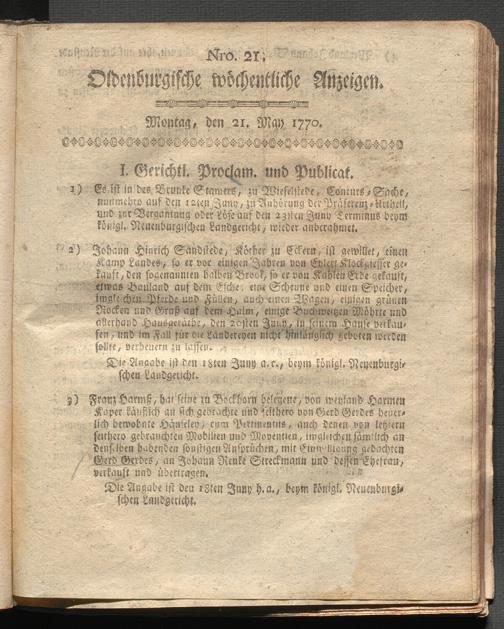 Nro. 21.
Oldenburgische wöchentliche Anzeigen.
Montag, den 21. May 1770.
I. Gerichtl. Proclam. und Publicat.
1) Es ist in des Brunke Stamers, zu Wiefelstede, Concurs-Sache,
nunmehro auf den 12ten Juny, zu Anhörung der Präferenz-Urtheil,
und zur Vergantung oder Löse auf den 23sten Juny Terminus beym
königl. Neuenburgischen Landgericht, wieder anberahmet.
2) Johann Hinrich Sandstede, Köther zu Eckern, ist gewillet, einen
Kamp Landes, so er vor einigen Jahren von Eylert Klockgiesser ge-
kauft, den sogenannten halben Brook, so er von Kahlen Erbe gekauft,
etwas Bauland auf dem Esche, eine Scheune und einen Speicher,
imgleichen Pferde und Füllen, auch einen Wagen, einigen grünen
Rocken und Graß auf dem Halm, einige Buchweitzen Möhrte und
allerhand Hausgeräthe, den 20sten Juny, in seinem Hause verkau-
fen, und im Fall für die Ländereyen nicht hinlänglich geboten werden
sollte, verheuren zu lassen.
Die Angabe ist den 18ten Juny a. c., beym königl. Neuenburgi-
schen Landgericht.
3) Franz Harmß, hat seine zu Bockhorn belegene, von weyland Harmen
Kaper käuflich an sich gebrachte und seithero von Gerd Gerdes heuer-
lich bewohnte Häuseley, cum Pertinentiis, auch denen von letztern
seithero gebrauchten Mobilien und Moventien, imgleichen sämtlich an
denselben habenden sonstigen Ansprüchen, mit Einwilligung gedachten
Gerd Gerdes, an Johann Renke Streckmann und dessen Ehefrau,
verkauft und übertragen.
Die Angabe ist den 18ten Juny h. a., beym königl. Neuenburgi-
schen Landgericht.